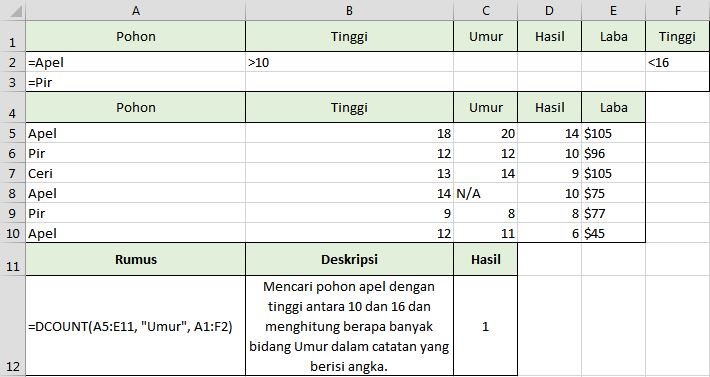 A B C D E F
1 Pohon Tinggi Umur Hasil Laba Tinggi
2 =Apel >10 <16
3 =Pir
4 Pohon Tinggi Umur Hasil Laba
5 Apel 18 20 14 $105
6 Pir 12 12 10 $96
7 Ceri 13 14 9 $105
8 Apel 14 N/A 10 $75
9 Pir 9 8 8 $77
10 Apel 12 11 6 $45
11 Rumus Deskripsi Hasil
Mencari pohon apel dengan
tinggi antara 10 dan 16 dan
=DCOUNT(A5:E11, "Umur", A1:F2) menghitung berapa banyak 1
bidang Umur dalam catatan yang
12 berisi angka.